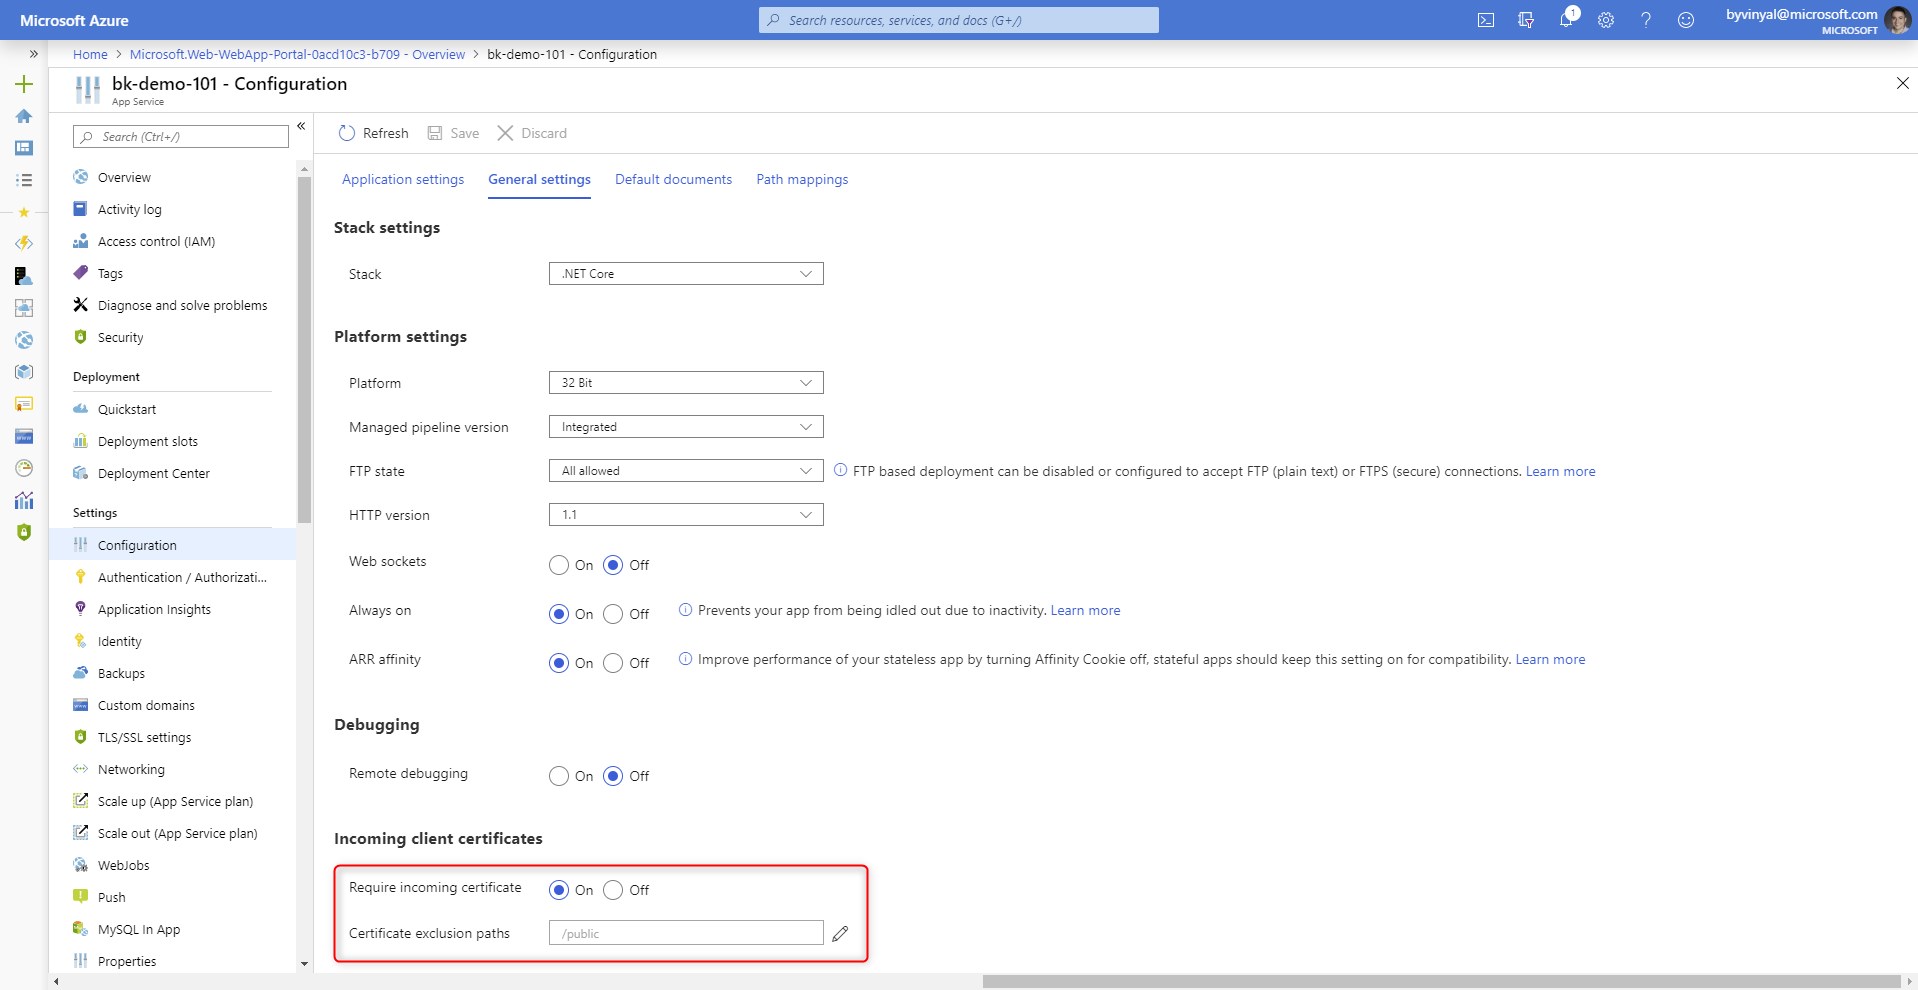 Microsoft Azure
Search resources, services, and docs (G+/)
1
byvinyal@microsoft.com
MICROSOFT
Home > Microsoft.Web-WebApp-Portal-0acd10c3-b709 - Overview > bk-demo-101 - Configuration
bk-demo-101 - Configuration
App Service
Search (Ctrl+/)
Overview
Activity log
Access control (IAM)
Tags
Diagnose and solve problems
Security
Deployment
Quickstart
Deployment slots
Deployment Center
Settings
Configuration
Authentication / Authorizati...
Application Insights
Identity
Backups
Custom domains
TLS/SSL settings
Networking
Scale up (App Service plan)
Scale out (App Service plan)
WebJobs
Push
MySQL In App
Properties
Refresh Save Discard
Application settings General settings Default documents Path mappings
Stack settings
Stack .NET Core
Platform settings
Platform 32 Bit
Managed pipeline version Integrated
FTP state All allowed FTP based deployment can be disabled or configured to accept FTP (plain text) or FTPS (secure) connections. Learn more
HTTP version 1.1
Web sockets On Off
Always on On Off Prevents your app from being idled out due to inactivity. Learn more
ARR affinity On Off Improve performance of your stateless app by turning Affinity Cookie off, stateful apps should keep this setting on for compatibility. Learn more
Debugging
Remote debugging On Off
Incoming client certificates
Require incoming certificate On Off
Certificate exclusion paths /public